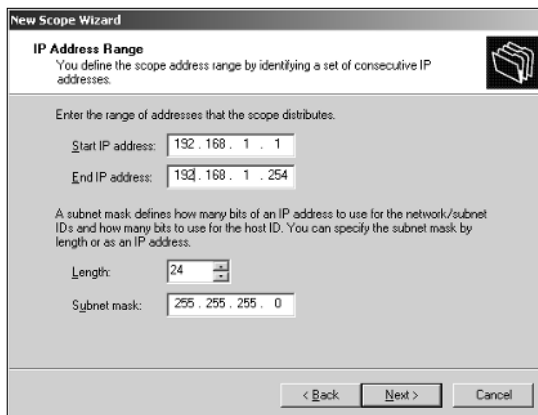 New Scope Wizard
IP Address Range
You define the scope address range by identifying a set of consecutive IP
addresses.
Enter the range of addresses that the scope distributes.
Start IP address: 192 . 168 . 1 . 1
End IP address: 192 . 168 . 1 . 254
A subnet mask defines how many bits of an IP address to use for the network/subnet
IDs and how many bits to use for the host ID. You can specify the subnet mask by
length or as an IP address.
Length: 24
Subnet mask: 255 . 255 . 255 . 0
< Back Next > Cancel